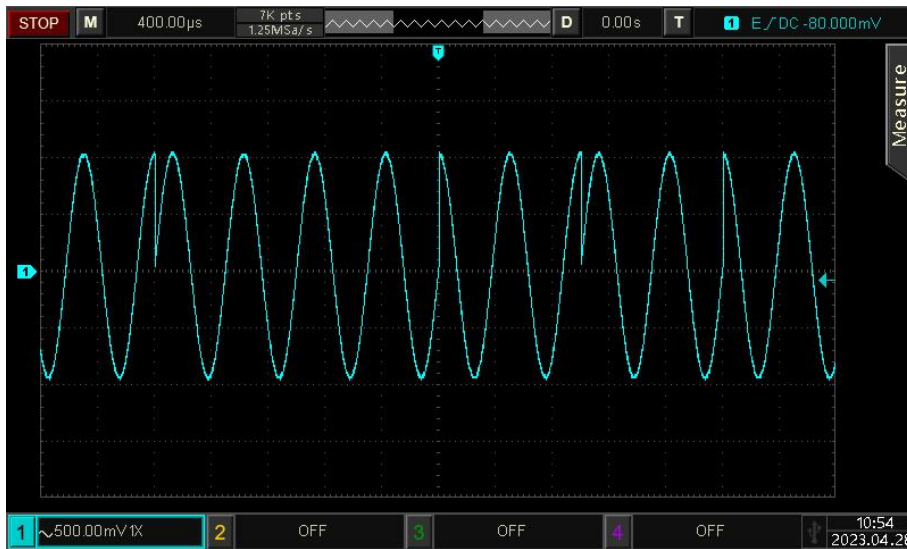 STOP M 400.00µs 7K pts D 0.00s T 1 E DC -80.000mV
1.25MSa/s
T
Measure
1
1 500.00mV 1X 2 OFF 3 OFF 4 OFF 10:54
2023.04.28